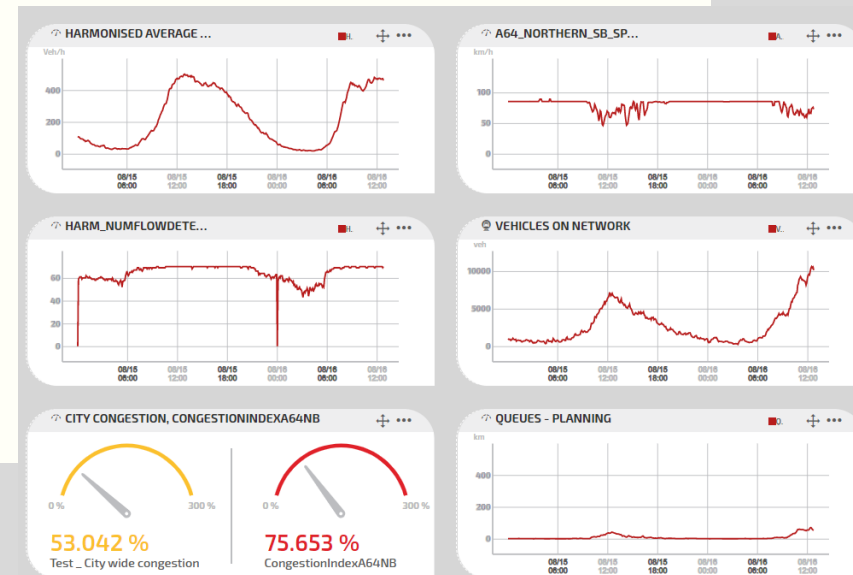 HARMONISED AVERAGE ...
H.
Veh/h
400
200
0
08/15 08/15 08/15 08/16 08/16 08/16
06:00 12:00 18:00 00:00 06:00 12:00
A64_NORTHERN_SB_SP...
A.
km/h
100
50
0
08/15 08/15 08/15 08/16 08/16 08/16
06:00 12:00 18:00 00:00 06:00 12:00
HARM_NUMFLOWDETE...
H.
60
40
20
0
08/15 08/15 08/15 08/16 08/16 08/16
06:00 12:00 18:00 00:00 06:00 12:00
VEHICLES ON NETWORK
V..
veh
10000
5000
0
08/15 08/15 08/15 08/16 08/16 08/16
06:00 12:00 18:00 00:00 06:00 12:00
CITY CONGESTION, CONGESTIONINDEXA64NB
0 %
300 %
53.042 %
Test _ City wide congestion
0 %
300 %
75.653 %
CongestionIndexA64NB
QUEUES - PLANNING
Q.
km
400
200
0
08/15 08/15 08/15 08/16 08/16 08/16
06:00 12:00 18:00 00:00 06:00 12:00